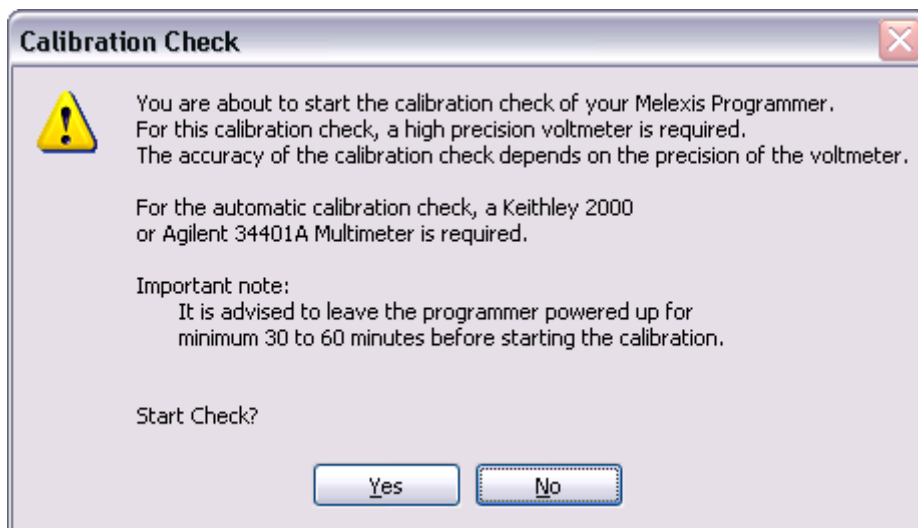 Calibration Check
You are about to start the calibration check of your Melexis Programmer.
For this calibration check, a high precision voltmeter is required.
The accuracy of the calibration check depends on the precision of the voltmeter.
For the automatic calibration check, a Keithley 2000
or Agilent 34401A Multimeter is required.
Important note:
It is advised to leave the programmer powered up for
minimum 30 to 60 minutes before starting the calibration.
Start Check?
Yes
No